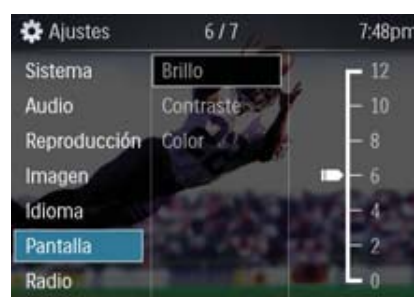 Ajustes 6/7 7:48pm
Sistema Brillo 12
Audio Contraste 10
Reproducción Color 8
Imagen 6
Idioma 4
Pantalla 2
Radio 0